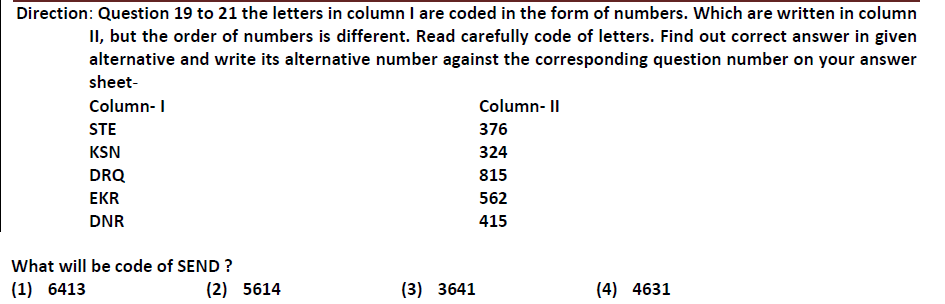 Direction: Question 19 to 21 the letters in column I are coded in the form of numbers. Which are written in column
II, but the order of numbers is different. Read carefully code of letters. Find out correct answer in given
alternative and write its alternative number against the corresponding question number on your answer
sheet-
Column- I Column- II
STE 376
KSN 324
DRQ 815
EKR 562
DNR 415
What will be code of SEND ?
(1) 6413 (2) 5614 (3) 3641 (4) 4631